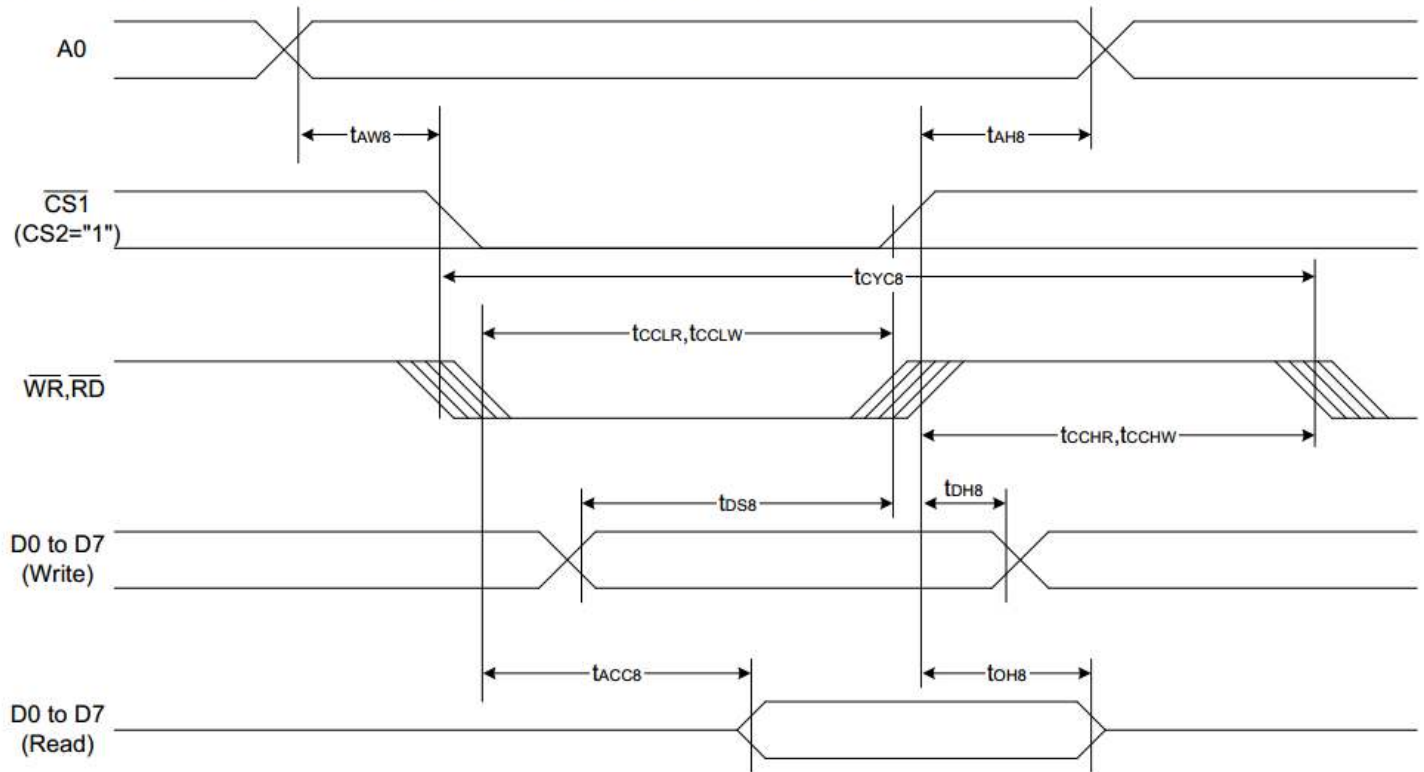 A0
tAW8
tAH8
CS1
(CS2="1")
tCYC8
tCCLR,tCCLW
WR,RD
tCCHR,tCCHW
tDS8
tDH8
D0 to D7
(Write)
tACC8
tOH8
D0 to D7
(Read)